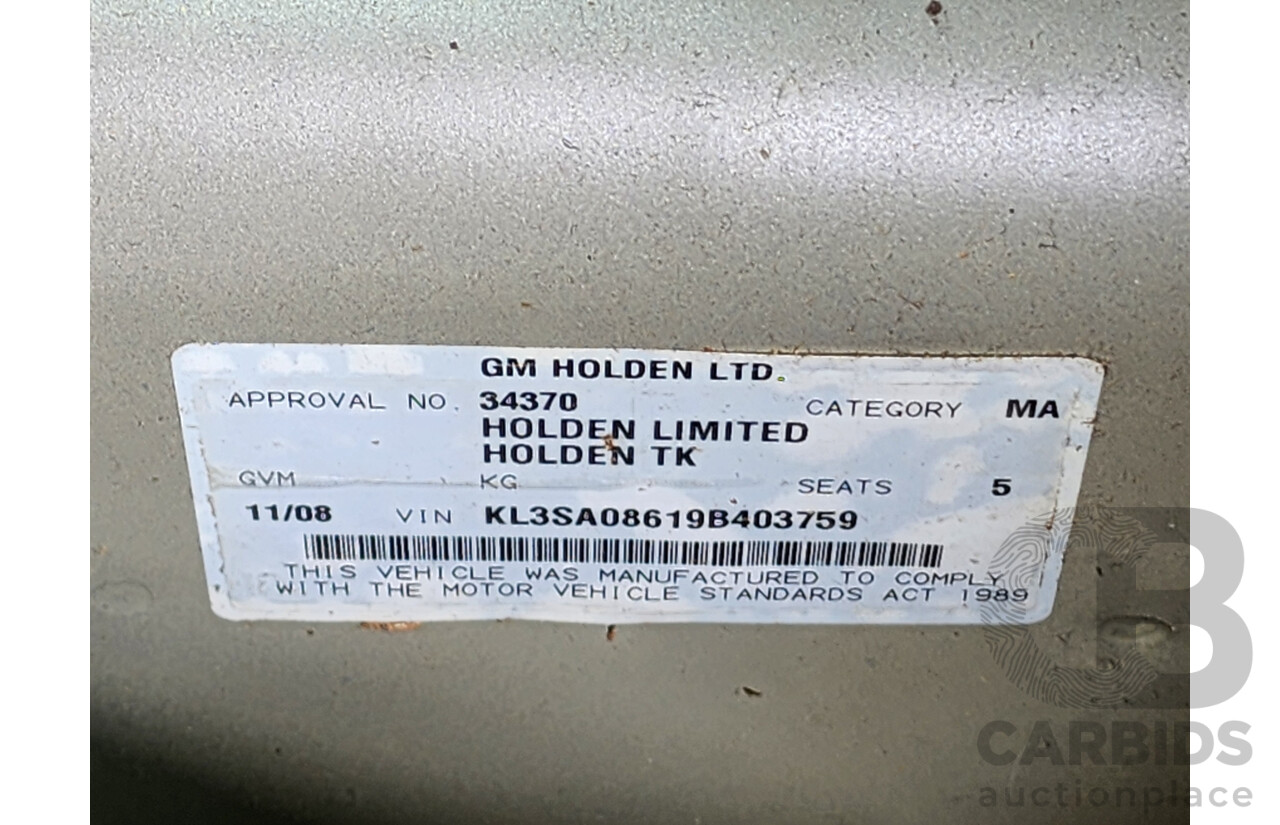 GM HOLDEN LTD.
APPROVAL NO. 34370 CATEGORY MA
HOLDEN LIMITED
HOLDEN TK
GVM KG SEATS 5
11/08 VIN KL3SA08619B403759
THIS VEHICLE WAS MANUFACTURED TO COMPLY
WITH THE MOTOR VEHICLE STANDARDS ACT 1989
CB
CARBIDS
auctionplace